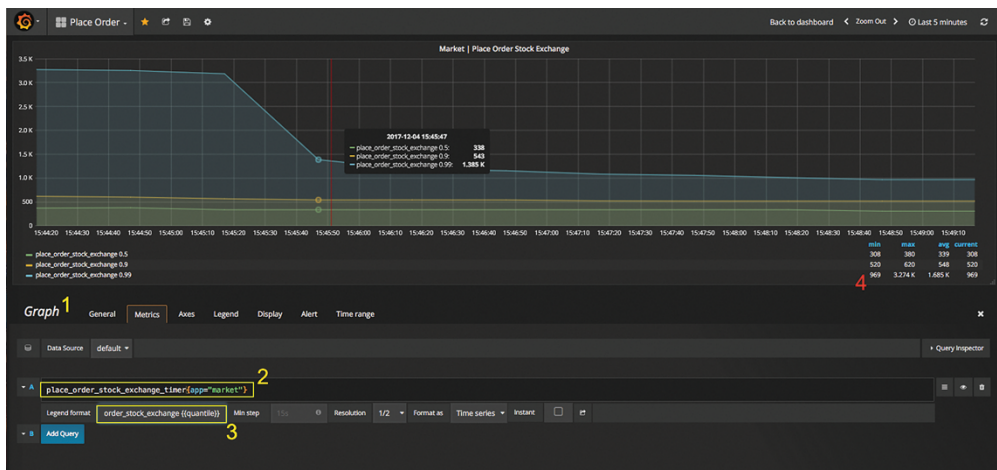 Place Order
Back to dashboard
Zoom Out
Last 5 minutes
Market | Place Order Stock Exchange
3.5 K
3.0 K
2.5 K
2.0 K
1.5 K
1.0 K
500
0
2017-12-04 15:45:47
place_order_stock_exchange 0.5: 338
place_order_stock_exchange 0.9: 543
place_order_stock_exchange 0.99: 1.385 K
15:44:20 15:44:30 15:44:40 15:44:50 15:45:00 15:45:10 15:45:20 15:45:30 15:45:40 15:45:50 15:46:00 15:46:10 15:46:20 15:46:30 15:46:40 15:46:50 15:47:00 15:47:10 15:47:20 15:47:30 15:47:40 15:47:50 15:48:00 15:48:10 15:48:20 15:48:30 15:48:40 15:48:50 15:49:00 15:49:10
min max avg current
place_order_stock_exchange 0.5 308 380 339 308
place_order_stock_exchange 0.9 520 620 548 520
place_order_stock_exchange 0.99 969 3.274 K 1.685 K 969
4
Graph 1 General Metrics Axes Legend Display Alert Time range
Data Source default Query Inspector
2
A place_order_stock_exchange_timer{app="market"}
Legend format order_stock_exchange {{quantile}} Min step 15s Resolution 1/2 Format as Time series Instant
3
B Add Query